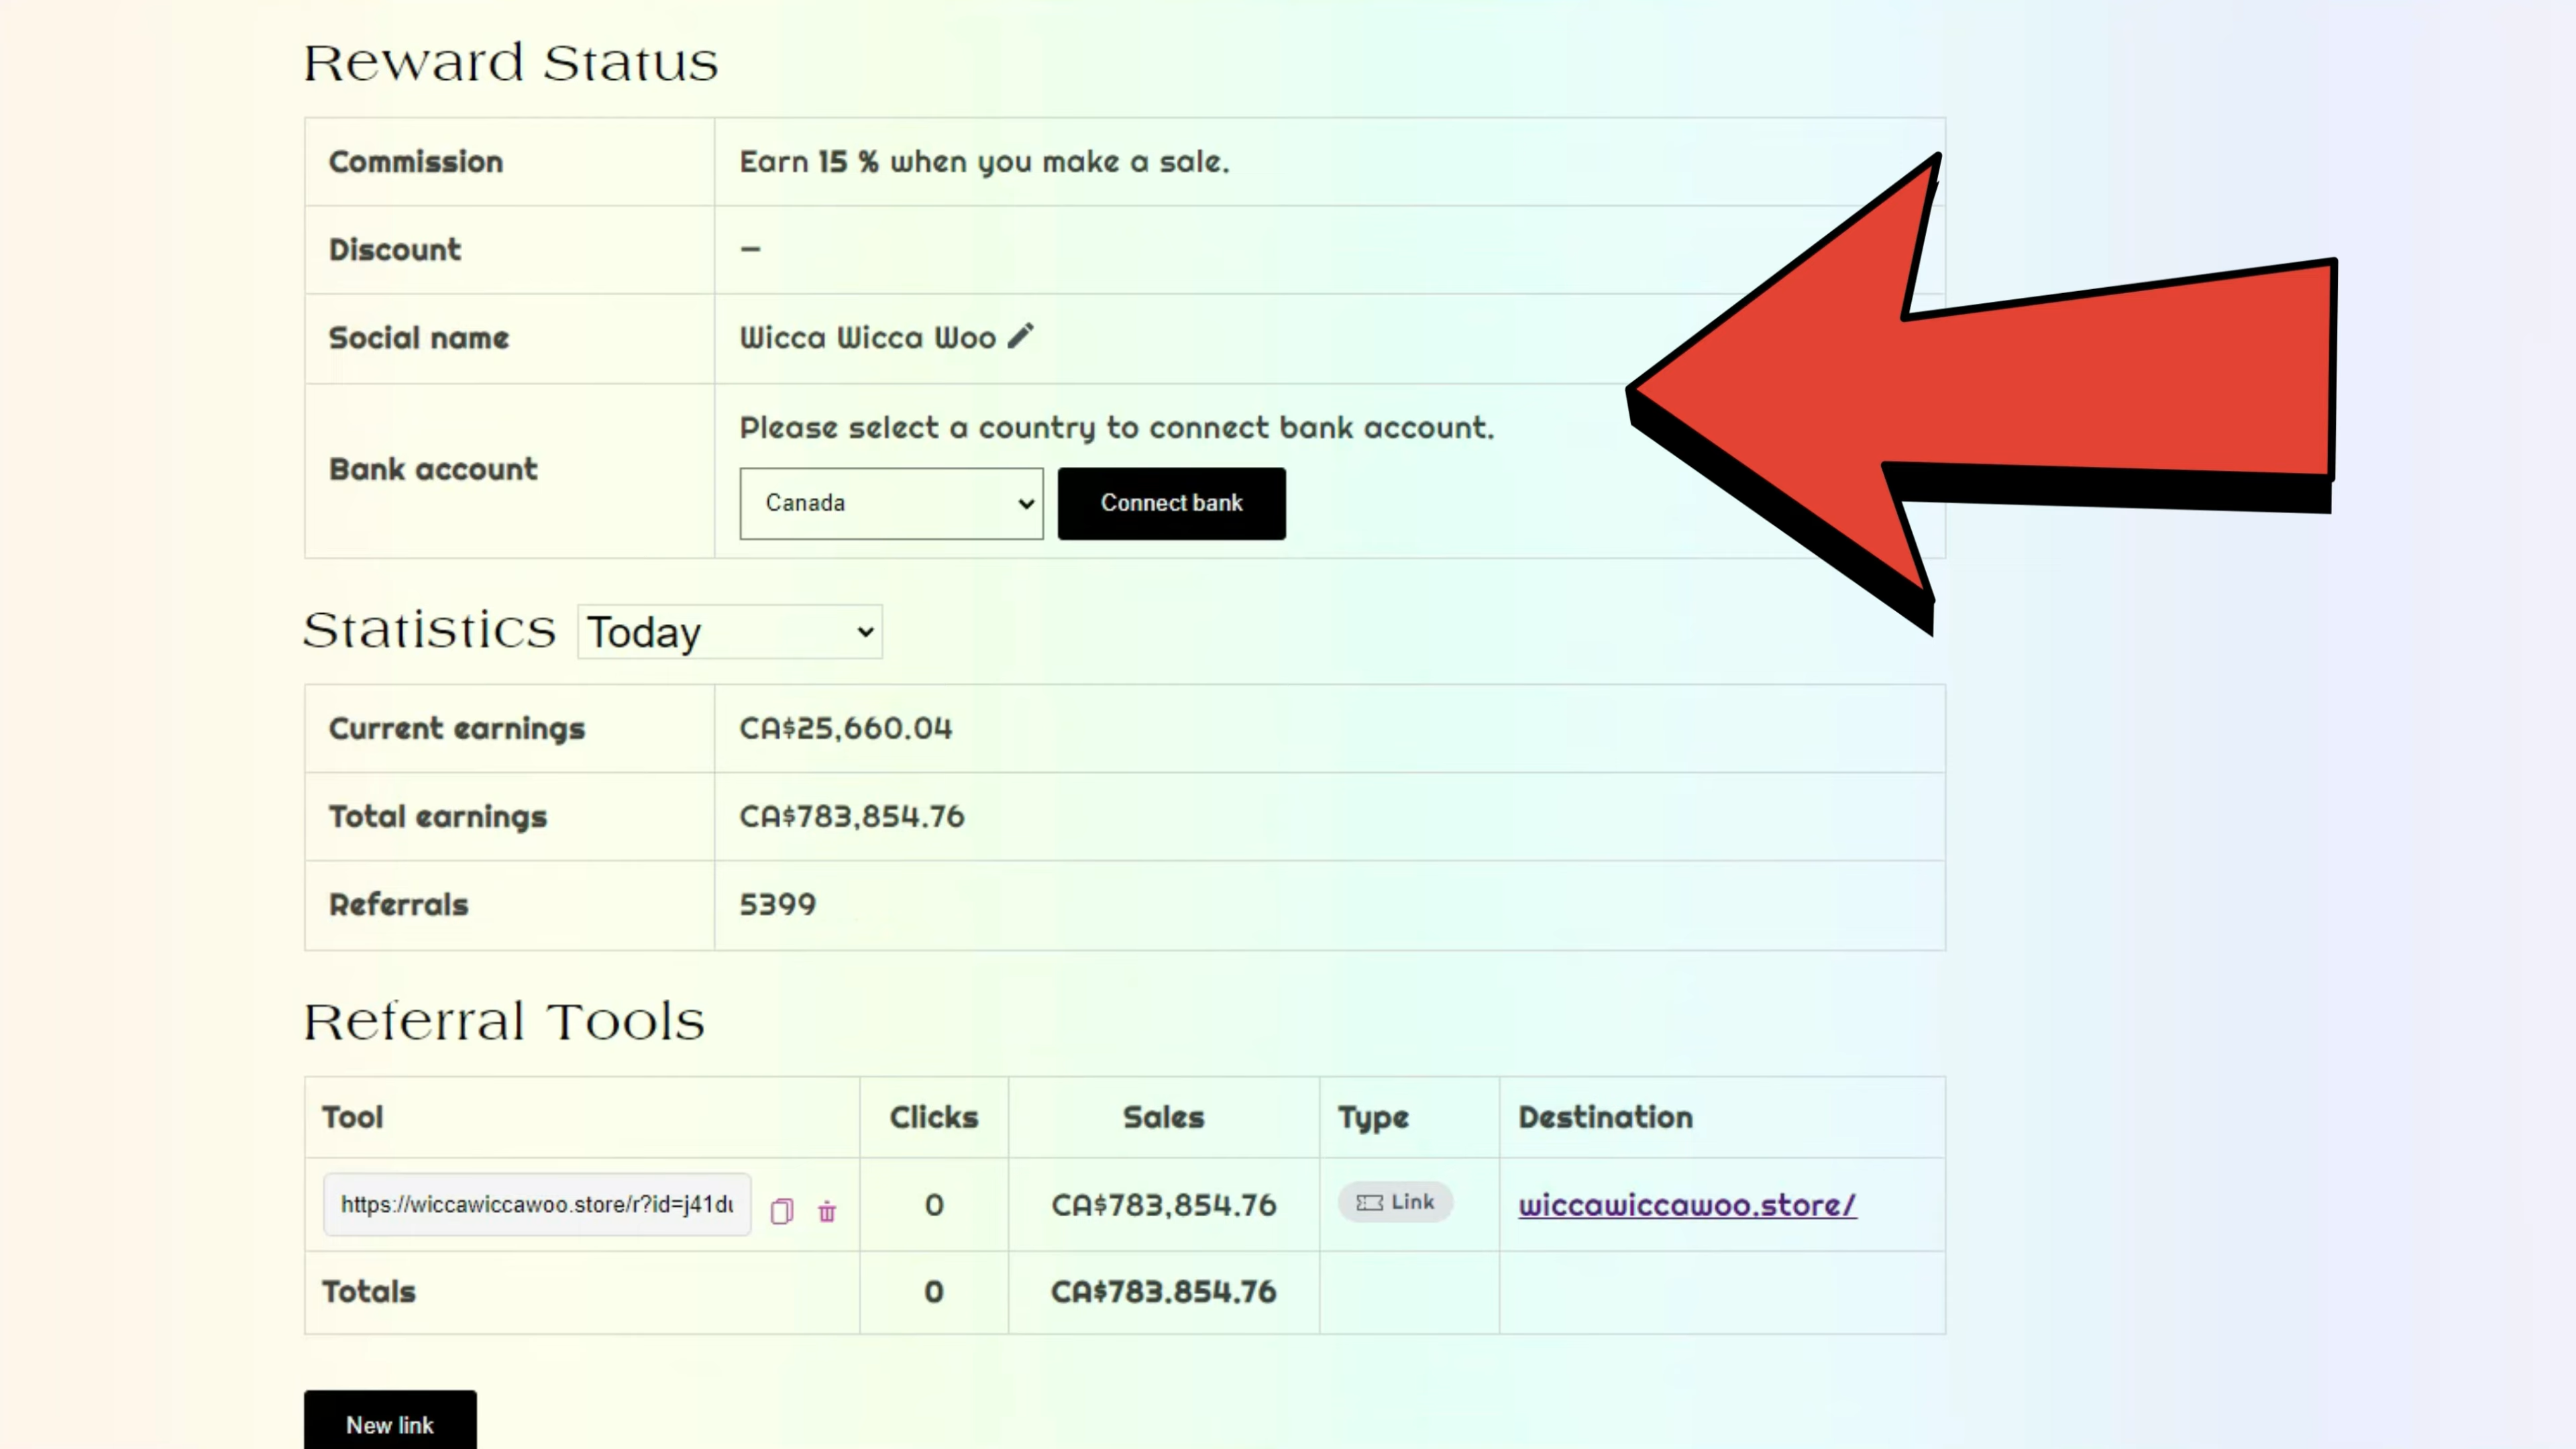 Reward Status
Commission Earn 15 % when you make a sale.
Discount –
Social name Wicca Wicca Woo
Please select a country to connect bank account.
Bank account
Canada Connect bank
Statistics Today
Current earnings CA$25,660.04
Total earnings CA$783,854.76
Referrals 5399
Referral Tools
Tool Clicks Sales Type Destination
https://wiccawiccawoo.store/r?id=j41du 0 CA$783,854.76 Link wiccawiccawoo.store/
Totals 0 CA$783.854.76
New link